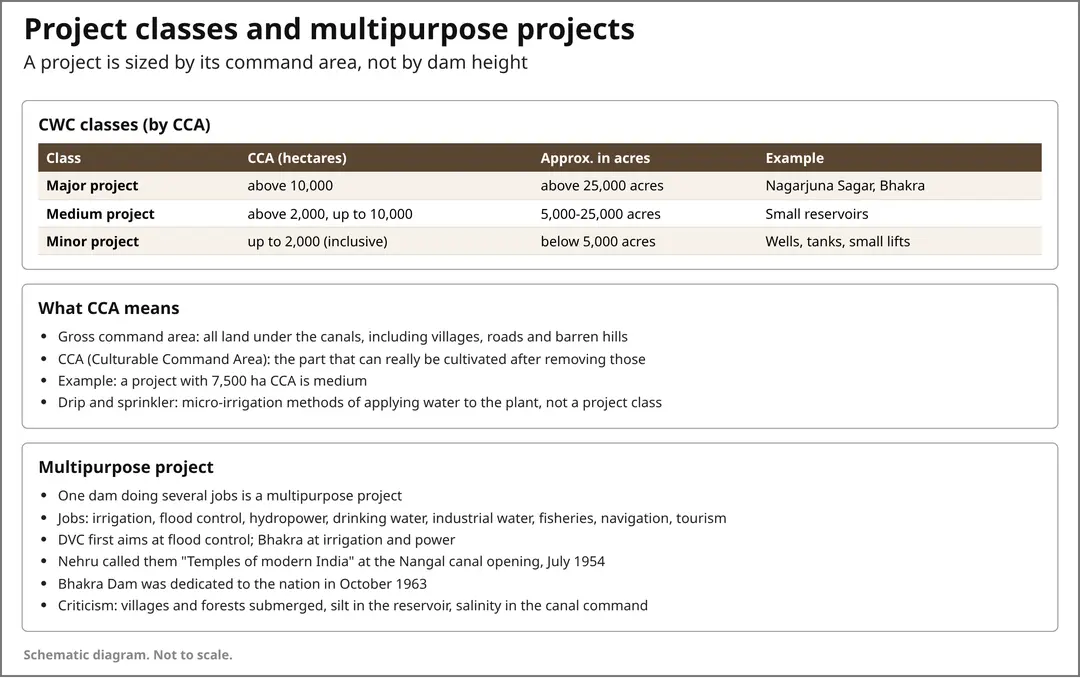 Project classes and multipurpose projects
A project is sized by its command area, not by dam height
CWC classes (by CCA)
Class CCA (hectares) Approx. in acres Example
Major project above 10,000 above 25,000 acres Nagarjuna Sagar, Bhakra
Medium project above 2,000, up to 10,000 5,000-25,000 acres Small reservoirs
Minor project up to 2,000 (inclusive) below 5,000 acres Wells, tanks, small lifts
What CCA means
• Gross command area: all land under the canals, including villages, roads and barren hills
• CCA (Culturable Command Area): the part that can really be cultivated after removing those
• Example: a project with 7,500 ha CCA is medium
• Drip and sprinkler: micro-irrigation methods of applying water to the plant, not a project class
Multipurpose project
• One dam doing several jobs is a multipurpose project
• Jobs: irrigation, flood control, hydropower, drinking water, industrial water, fisheries, navigation, tourism
• DVC first aims at flood control; Bhakra at irrigation and power
• Nehru called them "Temples of modern India" at the Nangal canal opening, July 1954
• Bhakra Dam was dedicated to the nation in October 1963
• Criticism: villages and forests submerged, silt in the reservoir, salinity in the canal command
Schematic diagram. Not to scale.